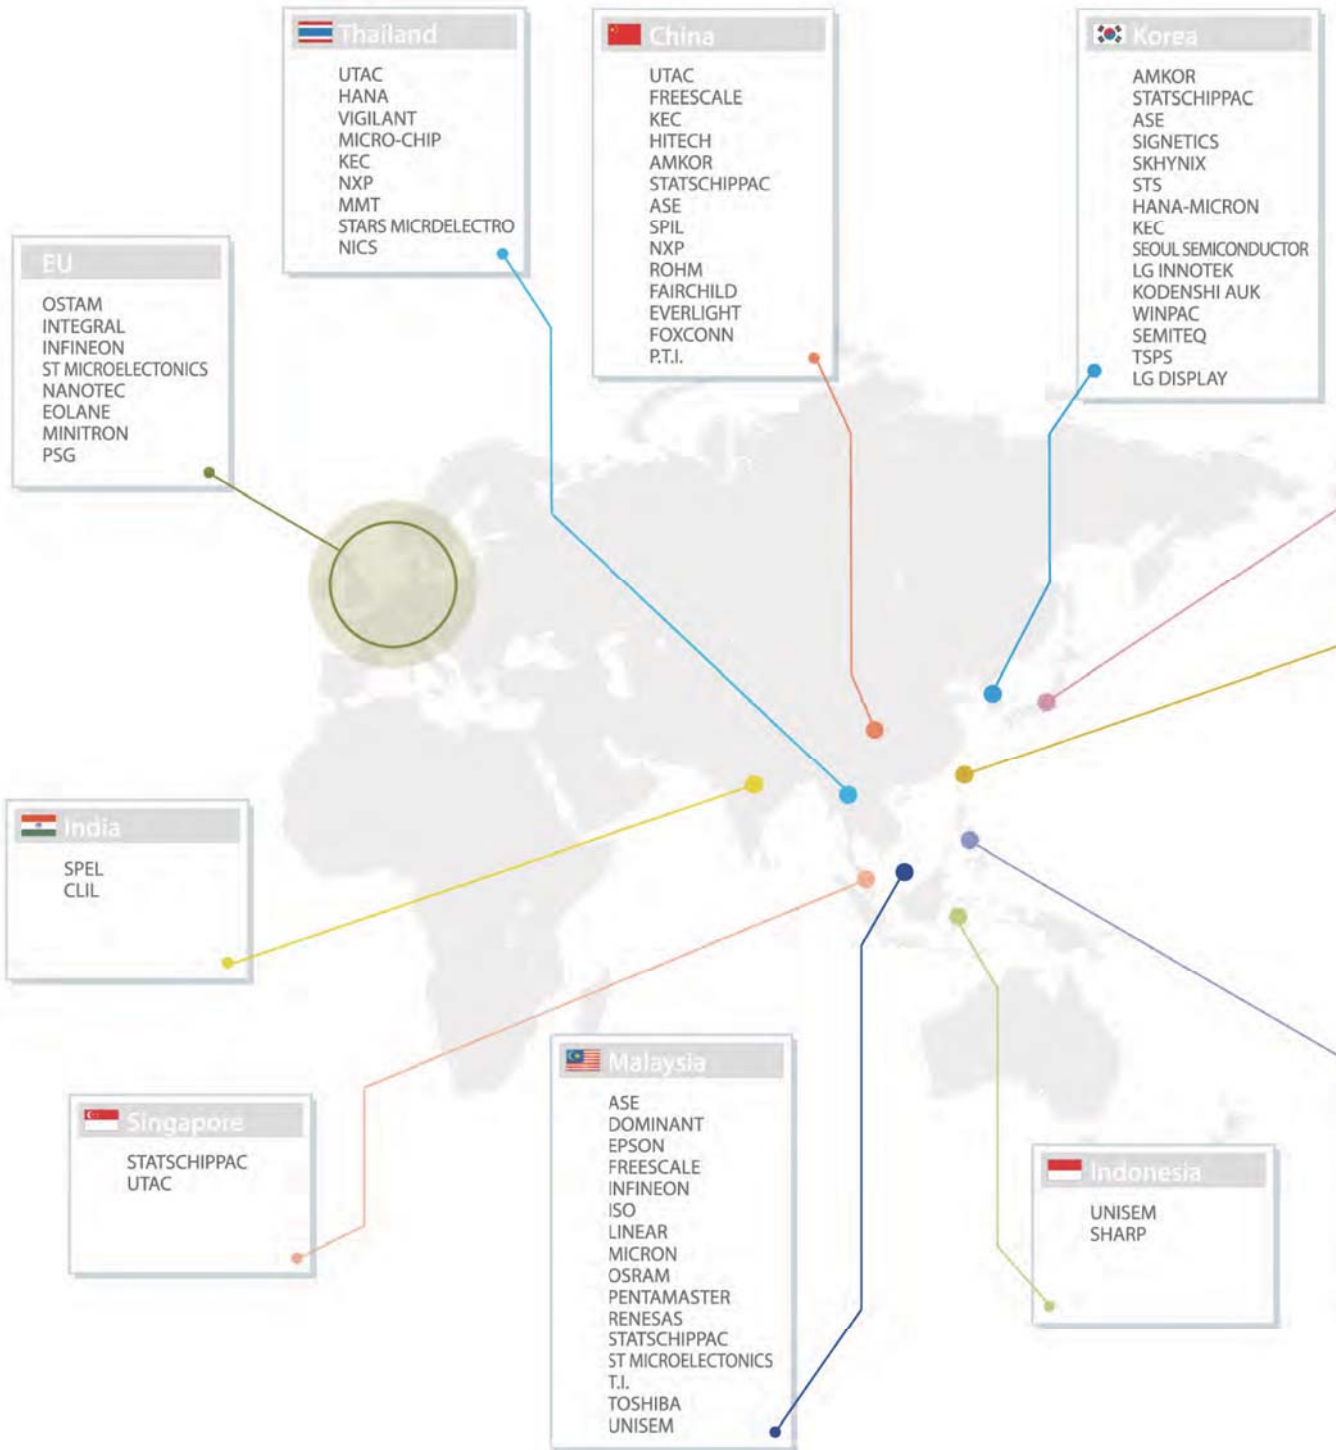 Thailand
UTAC
HANA
VIGILANT
MICRO-CHIP
KEC
NXP
MMT
STARS MICRDELECTRO
NICS
China
UTAC
FREESCALE
KEC
HITECH
AMKOR
STATSCHIPPAC
ASE
SPIL
NXP
ROHM
FAIRCHILD
EVERLIGHT
FOXCONN
P.T.I.
Korea
AMKOR
STATSCHIPPAC
ASE
SIGNETICS
SKHYNIX
STS
HANA-MICRON
KEC
SEOUL SEMICONDUCTOR
LG INNOTEK
KODENSHI AUK
WINPAC
SEMITEQ
TSPS
LG DISPLAY
EU
OSTAM
INTEGRAL
INFINEON
ST MICROELECTONICS
NANOTEC
EOLANE
MINITRON
PSG
India
SPEL
CLIL
Singapore
STATSCHIPPAC
UTAC
Malaysia
ASE
DOMINANT
EPSON
FREESCALE
INFINEON
ISO
LINEAR
MICRON
OSRAM
PENTAMASTER
RENESAS
STATSCHIPPAC
ST MICROELECTONICS
T.I.
TOSHIBA
UNISEM
Indonesia
UNISEM
SHARP